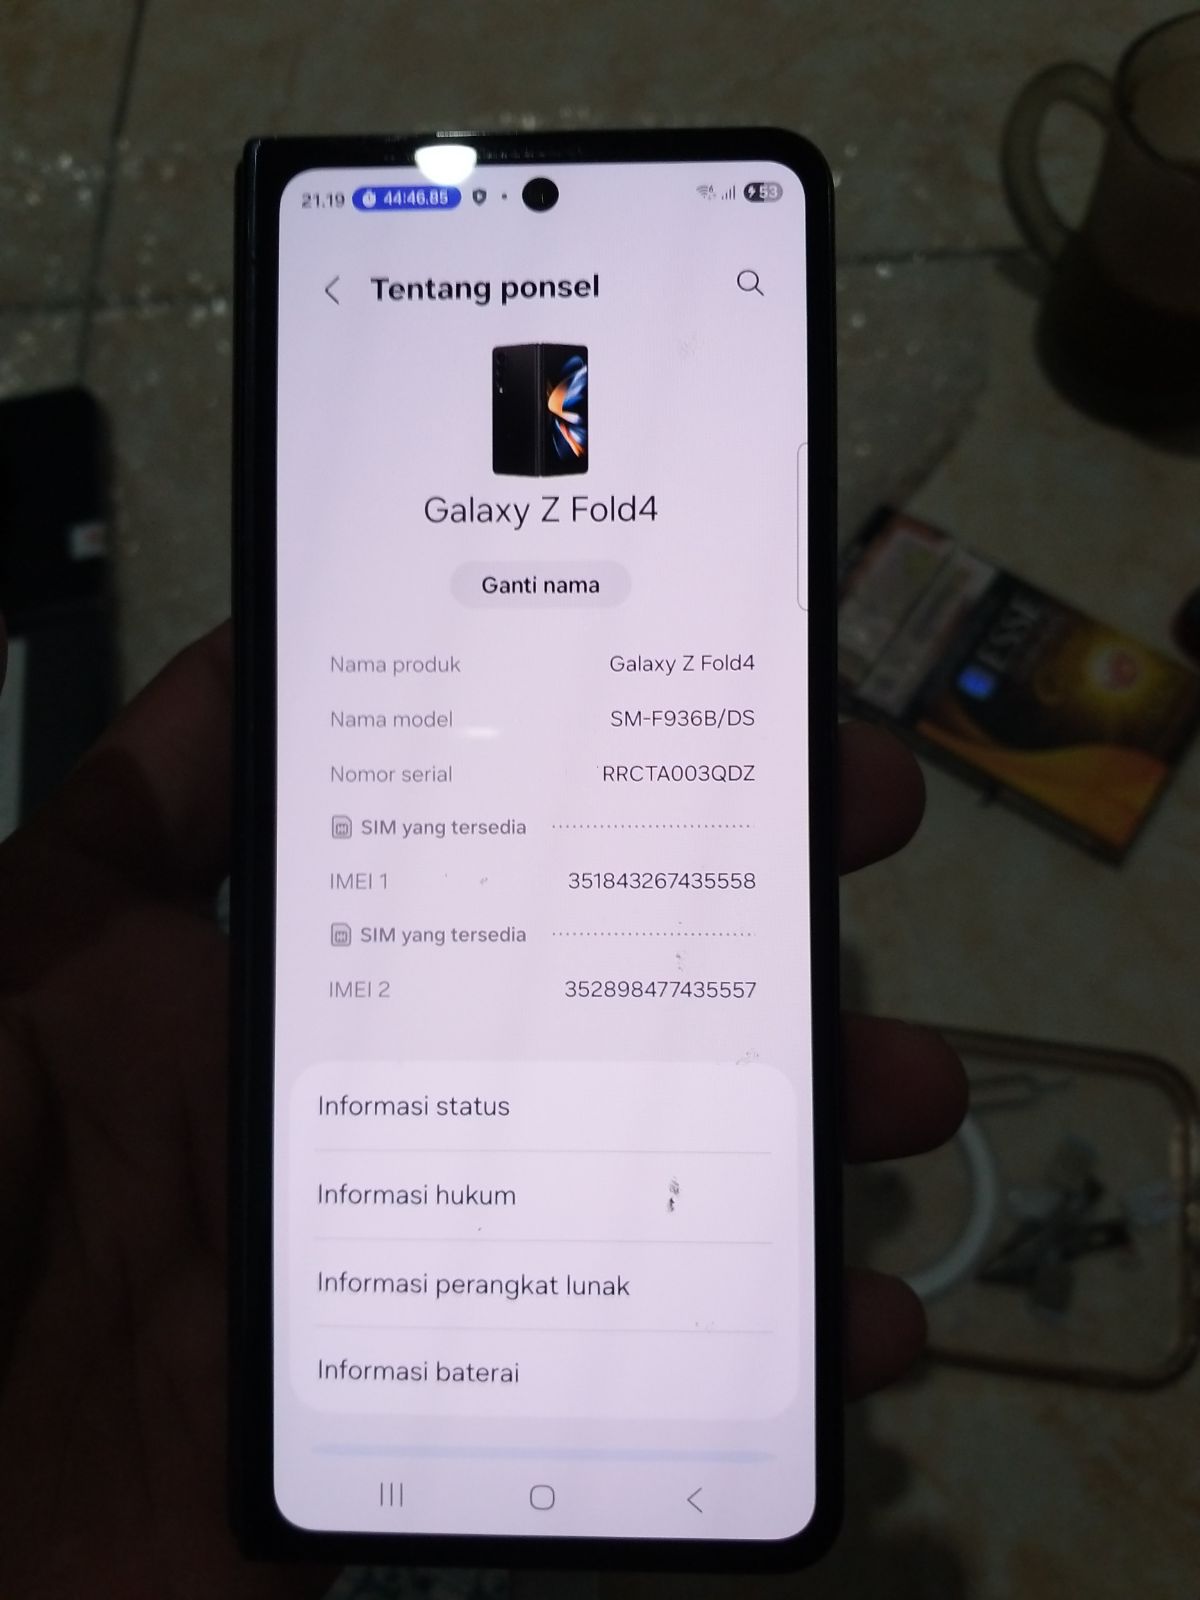 21.19 44:46.85 53
Tentang ponsel
Galaxy Z Fold4
Ganti nama
Nama produk Galaxy Z Fold4
Nama model SM-F936B/DS
Nomor serial RRCTA003QDZ
SIM yang tersedia
IMEI 1 351843267435558
SIM yang tersedia
IMEI 2 352898477435557
Informasi status
Informasi hukum
Informasi perangkat lunak
Informasi baterai
ESSE